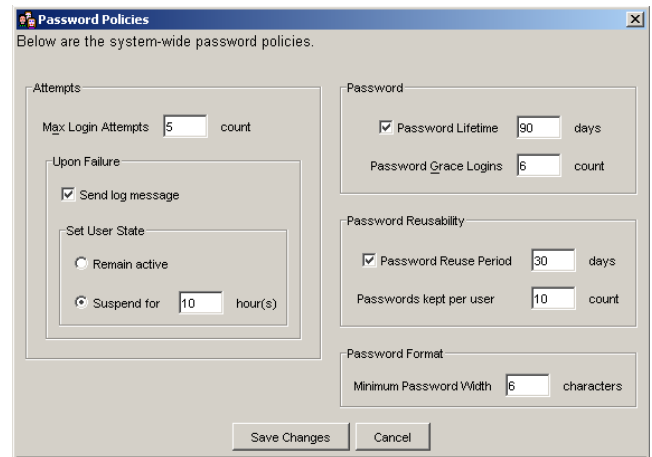 Password Policies
Below are the system-wide password policies.
Attempts
Max Login Attempts 5 count
Upon Failure
Send log message
Set User State
Remain active
Suspend for 10 hour(s)
Password
Password Lifetime 90 days
Password Grace Logins 6 count
Password Reusability
Password Reuse Period 30 days
Passwords kept per user 10 count
Password Format
Minimum Password Width 6 characters
Save Changes Cancel